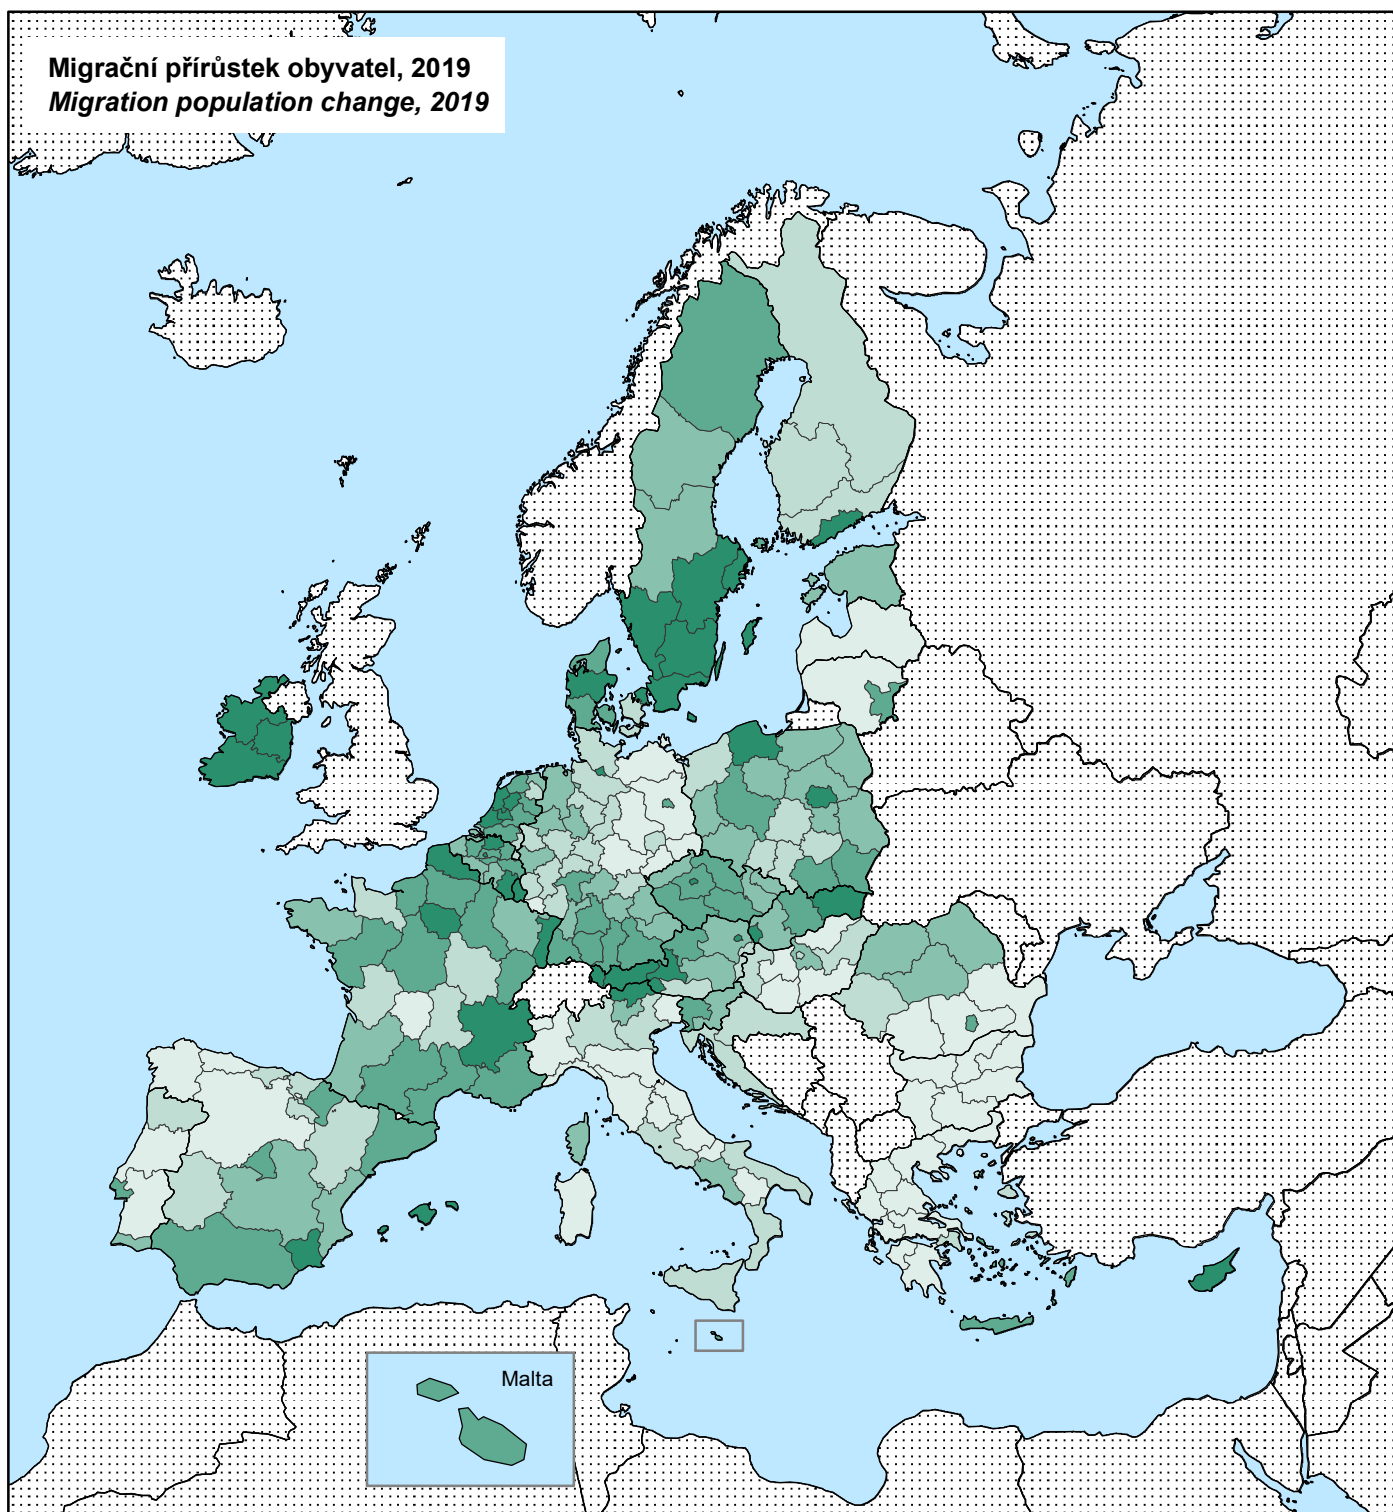 Migrační přírůstek obyvatel, 2019
Migration population change, 2019
Malta